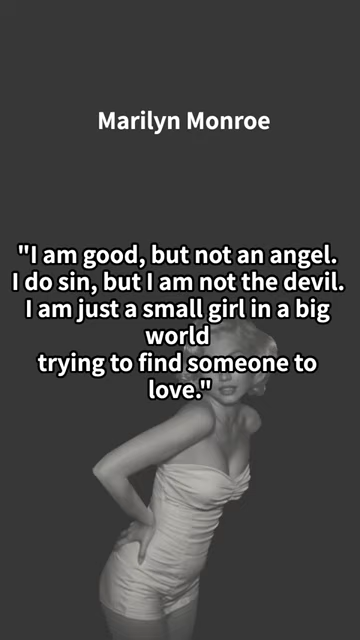 Marilyn Monroe
"I am good, but not an angel.
I do sin, but I am not the devil.
I am just a small girl in a big
world
trying to find someone to
love."